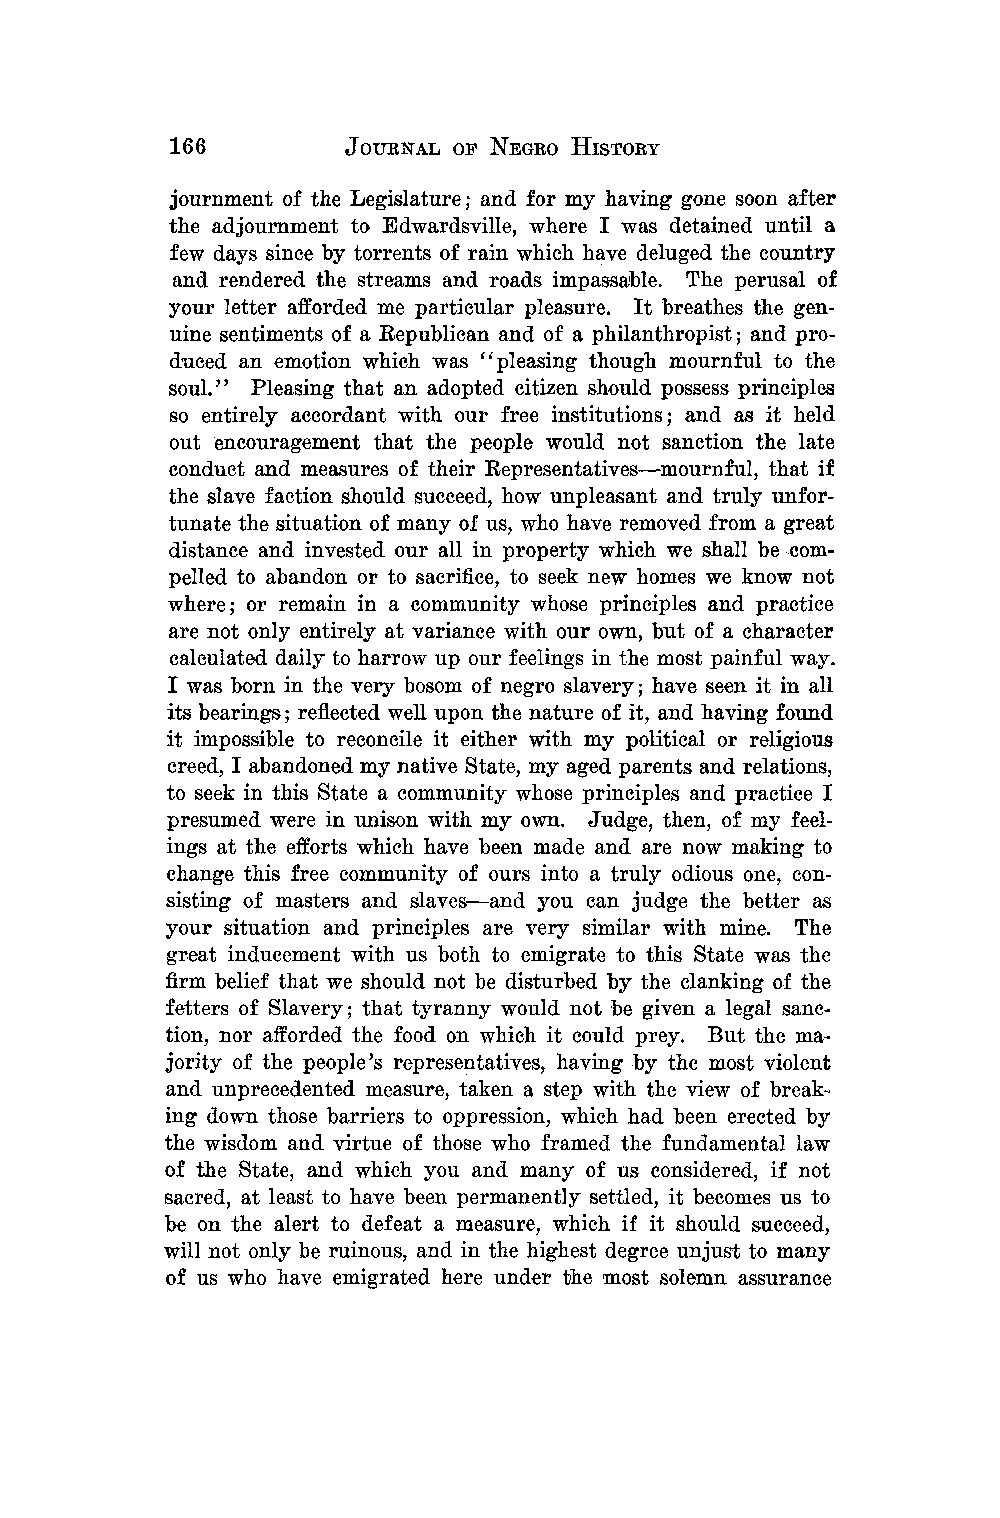 166 JOURNAL OF NEGRO HISTORY
journment of the Legislature; and for my having gone soon after
the adjournment to Edwardsville, where I was detained until a
few days since by torrents of rain which have deluged the country
and rendered the streams and roads impassable. The perusal of
your letter afforded me particular pleasure. It breathes the gen-
uine sentiments of a Republican and of a philanthropist; and pro-
duced an emotion which was "pleasing though mournful to the
soul." Pleasing that an adopted citizen should possess principles
so entirely accordant with our free institutions; and as it held
out encouragement that the people would not sanction the late
conduct and measures of their Representatives—mournful, that if
the slave faction should succeed, how unpleasant and truly unfor-
tunate the situation of many of us, who have removed from a great
distance and invested our all in property which we shall be com-
pelled to abandon or to sacrifice, to seek new homes we know not
where; or remain in a community whose principles and practice
are not only entirely at variance with our own, but of a character
calculated daily to harrow up our feelings in the most painful way.
I was born in the very bosom of negro slavery; have seen it in all
its bearings; reflected well upon the nature of it, and having found
it impossible to reconcile it either with my political or religious
creed, I abandoned my native State, my aged parents and relations,
to seek in this State a community whose principles and practice I
presumed were in unison with my own. Judge, then, of my feel-
ings at the efforts which have been made and are now making to
change this free community of ours into a truly odious one, con-
sisting of masters and slaves—and you can judge the better as
your situation and principles are very similar with mine. The
great inducement with us both to emigrate to this State was the
firm belief that we should not be disturbed by the clanking of the
fetters of Slavery; that tyranny would not be given a legal sanc-
tion, nor afforded the food on which it could prey. But the ma-
jority of the people's representatives, having by the most violent
and unprecedented measure, taken a step with the view of break-
ing down those barriers to oppression, which had been erected by
the wisdom and virtue of those who framed the fundamental law
of the State, and which you and many of us considered, if not
sacred, at least to have been permanently settled, it becomes us to
be on the alert to defeat a measure, which if it should succeed,
will not only be ruinous, and in the highest degree unjust to many
of us who have emigrated here under the most solemn assurance